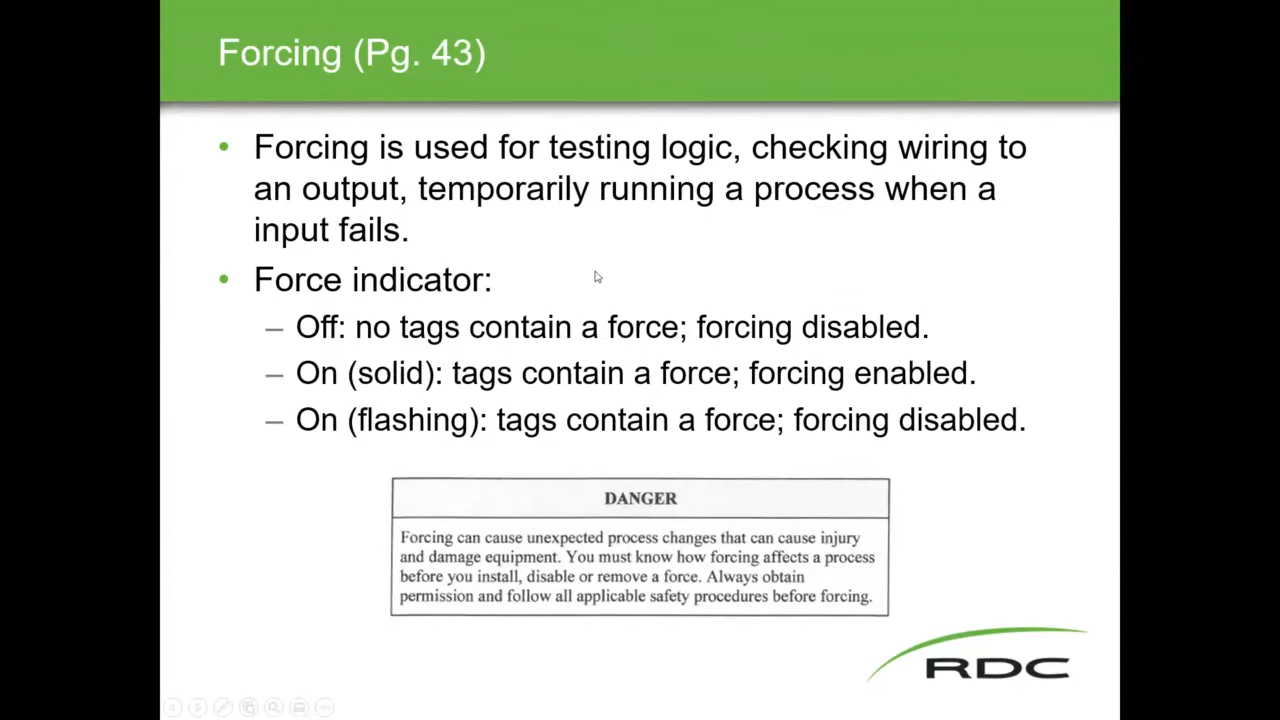 Forcing (Pg. 43)
• Forcing is used for testing logic, checking wiring to
an output, temporarily running a process when a
input fails.
• Force indicator:
– Off: no tags contain a force; forcing disabled.
– On (solid): tags contain a force; forcing enabled.
– On (flashing): tags contain a force; forcing disabled.
DANGER
Forcing can cause unexpected process changes that can cause injury
and damage equipment. You must know how forcing affects a process
before you install, disable or remove a force. Always obtain
permission and follow all applicable safety procedures before forcing.
RDC